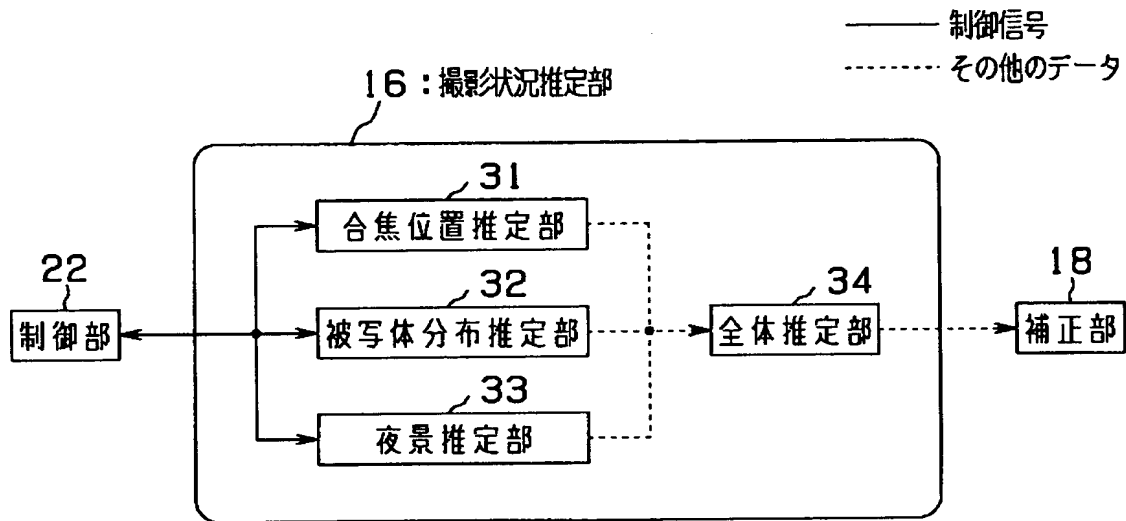 制御信号
その他のデータ
16：撮影状況推定部
31
合焦位置推定部
22
制御部
32
被写体分布推定部
34
全体推定部
18
補正部
33
夜景推定部